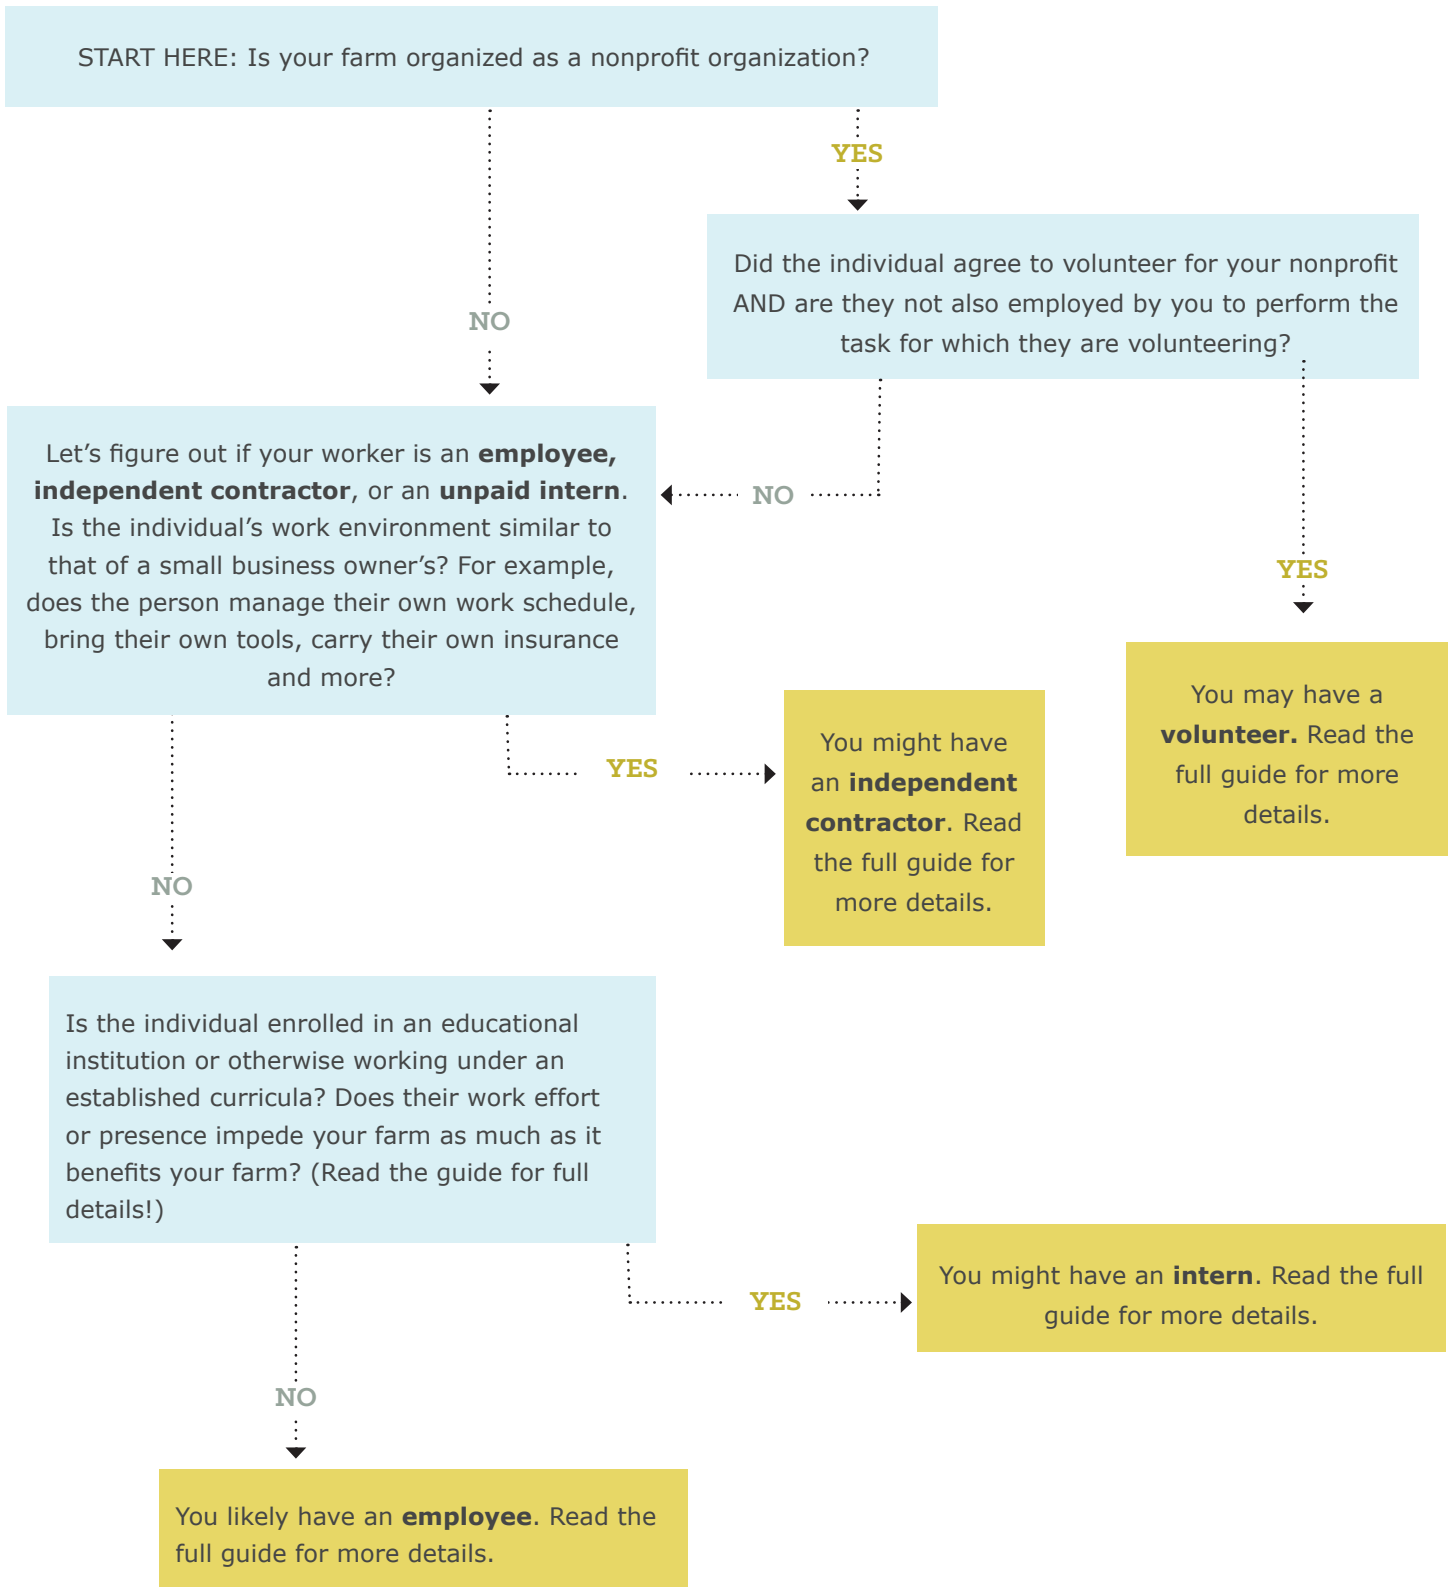 START HERE: Is your farm organized as a nonprofit organization?
YES
Did the individual agree to volunteer for your nonprofit
AND are they not also employed by you to perform the
task for which they are volunteering?
NO
Let’s figure out if your worker is an employee,
independent contractor, or an unpaid intern.
Is the individual’s work environment similar to
that of a small business owner’s? For example,
does the person manage their own work schedule,
bring their own tools, carry their own insurance
and more?
NO
YES
You may have a
volunteer. Read the
full guide for more
details.
YES
You might have
an independent
contractor. Read
the full guide for
more details.
NO
Is the individual enrolled in an educational
institution or otherwise working under an
established curricula? Does their work effort
or presence impede your farm as much as it
benefits your farm? (Read the guide for full
details!)
YES
You might have an intern. Read the full
guide for more details.
NO
You likely have an employee. Read the
full guide for more details.